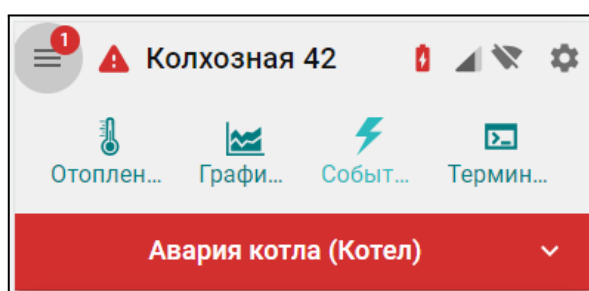 1
Колхозная 42
Отоплен... Графи... Событ... Термин...
Авария котла (Котел)